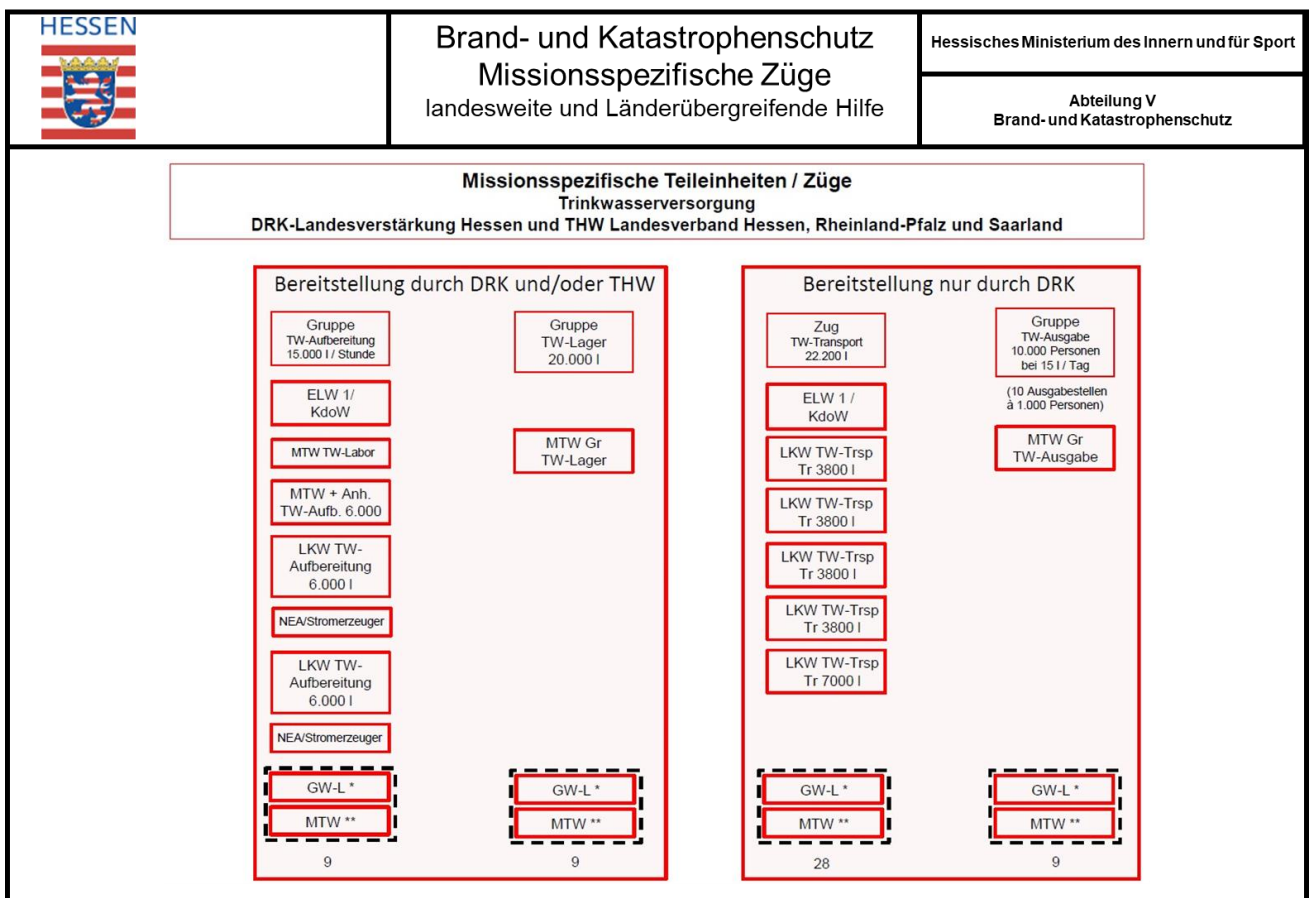 HESSEN
Brand- und Katastrophenschutz
Missionsspezifische Züge
landesweite und Länderübergreifende Hilfe
Hessisches Ministerium des Innern und für Sport
Abteilung V
Brand- und Katastrophenschutz
Missionsspezifische Teileinheiten / Züge
Trinkwasserversorgung
DRK-Landesverstärkung Hessen und THW Landesverband Hessen, Rheinland-Pfalz und Saarland
Bereitstellung durch DRK und/oder THW
Gruppe
TW-Aufbereitung
15.000 l / Stunde
ELW 1/
KdoW
MTW TW-Labor
MTW + Anh.
TW-Aufb. 6.000
LKW TW-
Aufbereitung
6.000 l
NEA/Stromerzeuger
LKW TW-
Aufbereitung
6.000 l
NEA/Stromerzeuger
GW-L *
MTW **
9
Gruppe
TW-Lager
20.000 l
MTW Gr
TW-Lager
GW-L *
MTW **
9
Bereitstellung nur durch DRK
Zug
TW-Transport
22.200 l
ELW 1 /
KdoW
LKW TW-Trsp
Tr 3800 l
LKW TW-Trsp
Tr 3800 l
LKW TW-Trsp
Tr 3800 l
LKW TW-Trsp
Tr 3800 l
LKW TW-Trsp
Tr 7000 l
GW-L *
MTW **
28
Gruppe
TW-Ausgabe
10.000 Personen
bei 15 l / Tag
(10 Ausgabestellen
à 1.000 Personen)
MTW Gr
TW-Ausgabe
GW-L *
MTW **
9